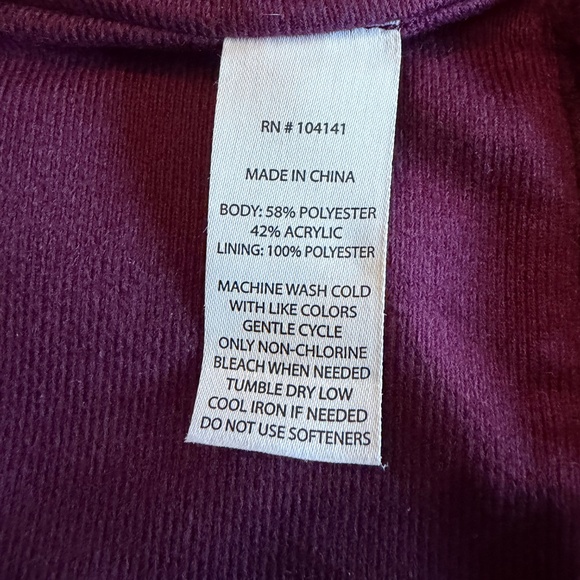 RN # 104141
MADE IN CHINA
BODY: 58% POLYESTER
42% ACRYLIC
LINING: 100% POLYESTER
MACHINE WASH COLD
WITH LIKE COLORS
GENTLE CYCLE
ONLY NON-CHLORINE
BLEACH WHEN NEEDED
TUMBLE DRY LOW
COOL IRON IF NEEDED
DO NOT USE SOFTENERS